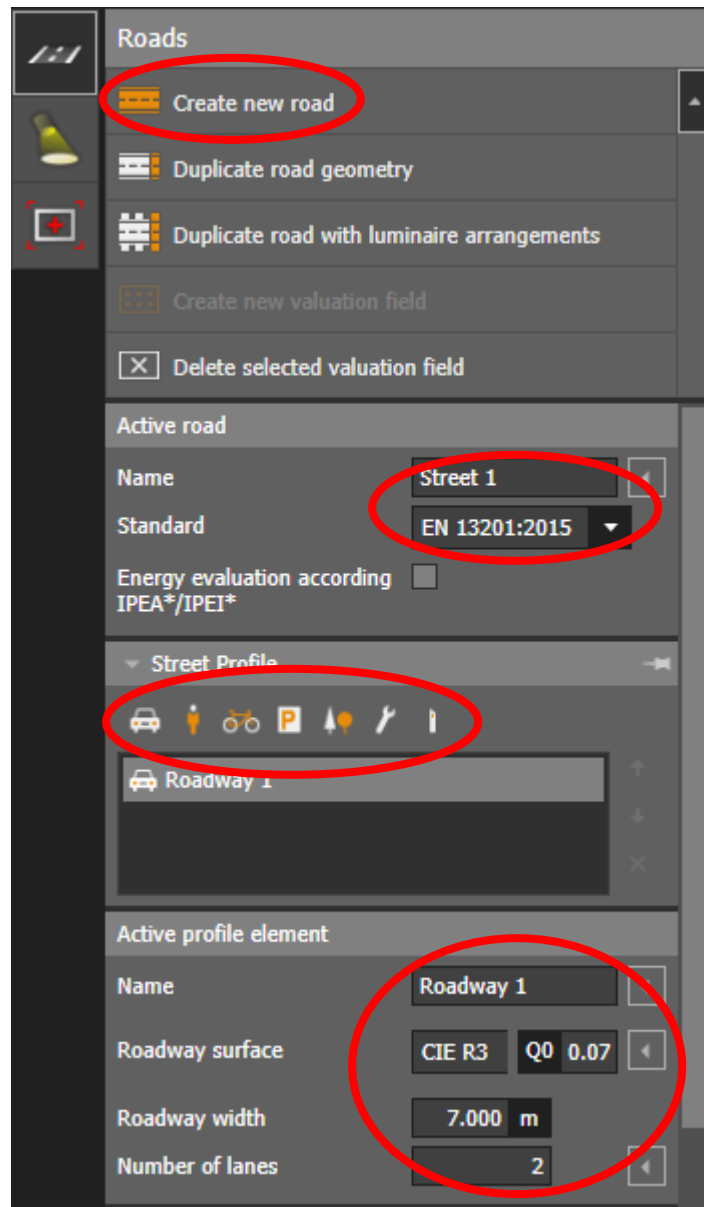 Roads
Create new road
Duplicate road geometry
Duplicate road with luminaire arrangements
Create new valuation field
Delete selected valuation field
Active road
Name Street 1
Standard EN 13201:2015
Energy evaluation according
IPEA*/IPEI*
Street Profile
P
Roadway 1
Active profile element
Name Roadway 1
Roadway surface CIE R3 Q0 0.07
Roadway width 7.000 m
Number of lanes 2